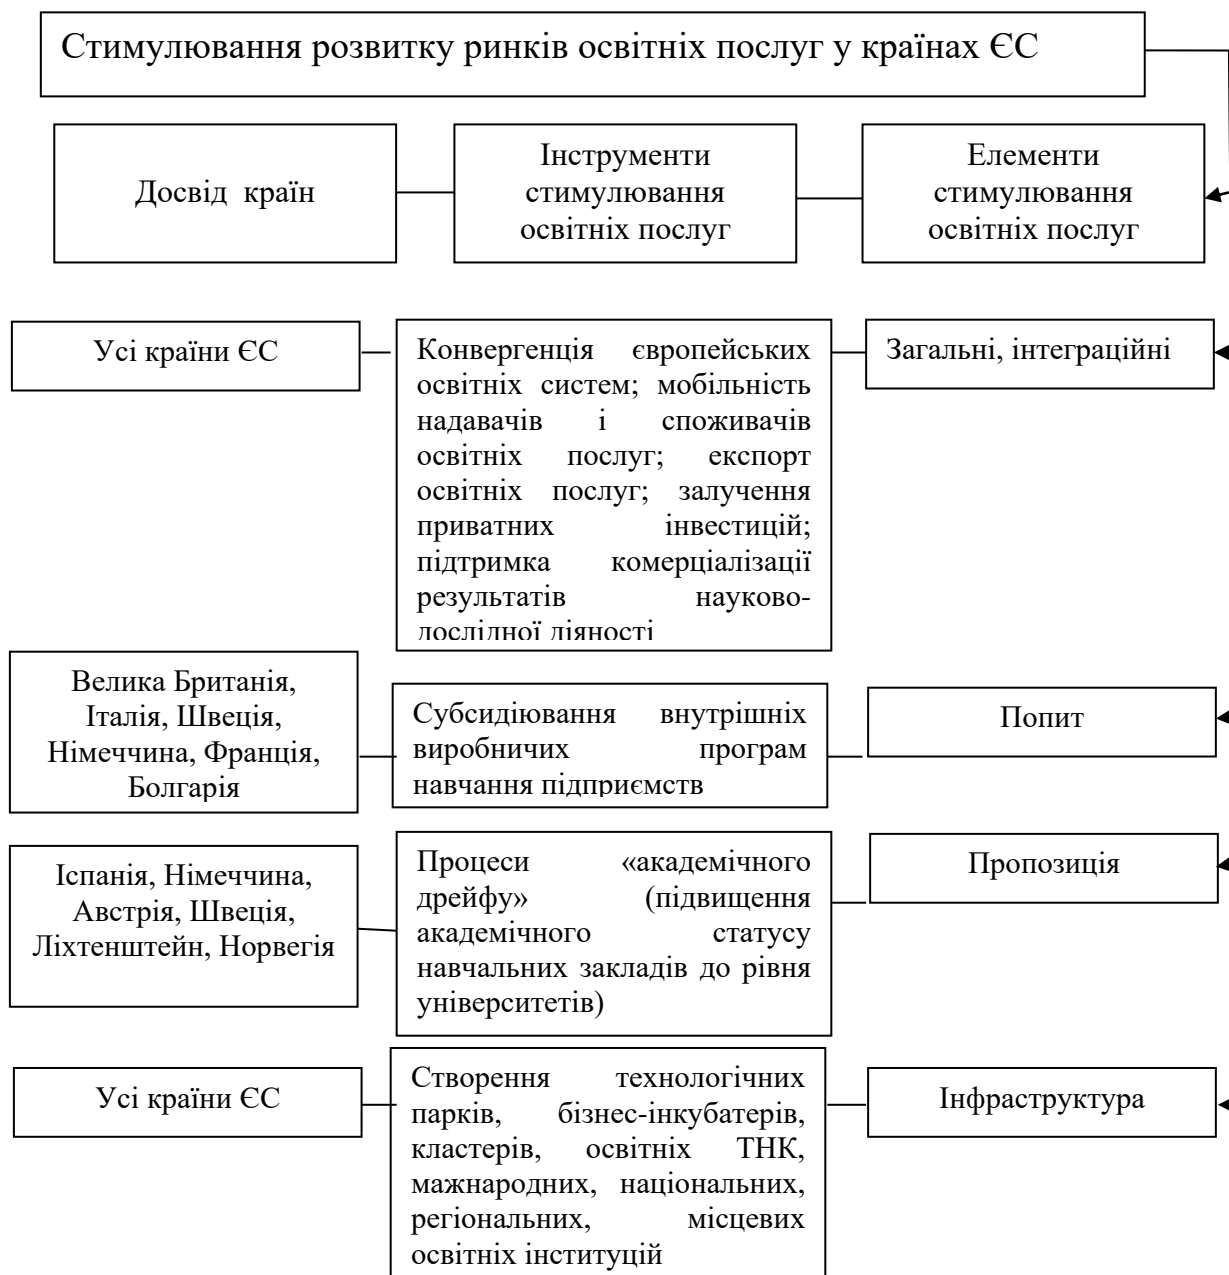 Стимулювання розвитку ринків освітніх послуг у країнах ЄС
Досвід країн
Інструменти
стимулювання
освітніх послуг
Елементи
стимулювання
освітніх послуг
Усі країни ЄС
Конвергенція європейських
освітніх систем; мобільність
надавачів і споживачів
освітніх послуг; експорт
освітніх послуг; залучення
приватних інвестицій;
підтримка комерціалізації
результатів науково-
дослідної діяності
Загальні, інтеграційні
Велика Британія,
Італія, Швеція,
Німеччина, Франція,
Болгарія
Субсидіювання внутрішніх
виробничих програм
навчання підприємств
Попит
Іспанія, Німеччина,
Австрія, Швеція,
Ліхтенштейн, Норвегія
Процеси «академічного
дрейфу» (підвищення
академічного статусу
навчальних закладів до рівня
університетів)
Пропозиція
Усі країни ЄС
Створення технологічних
парків, бізнес-інкубатерів,
кластерів, освітніх ТНК,
мажнародних, національних,
регіональних, місцевих
освітніх інституцій
Інфраструктура